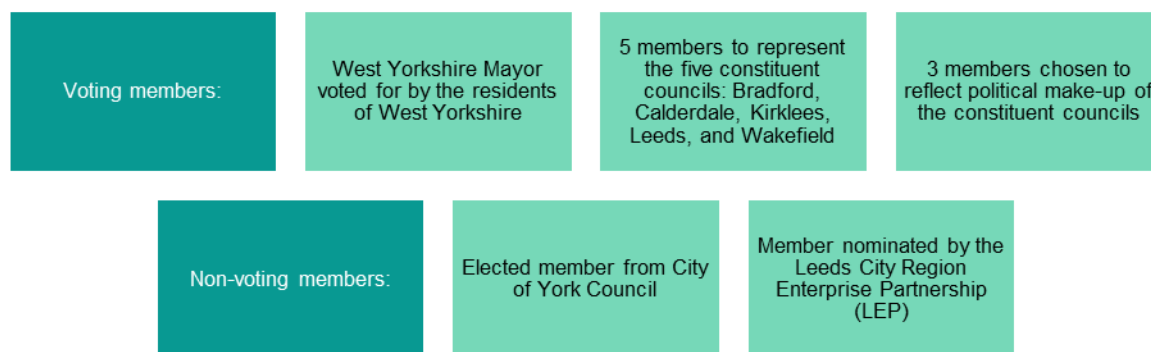 Voting members:
West Yorkshire Mayor
voted for by the residents
of West Yorkshire
5 members to represent
the five constituent
councils: Bradford,
Calderdale, Kirklees,
Leeds, and Wakefield
3 members chosen to
reflect political make-up of
the constituent councils
Non-voting members:
Elected member from City
of York Council
Member nominated by the
Leeds City Region
Enterprise Partnership
(LEP)